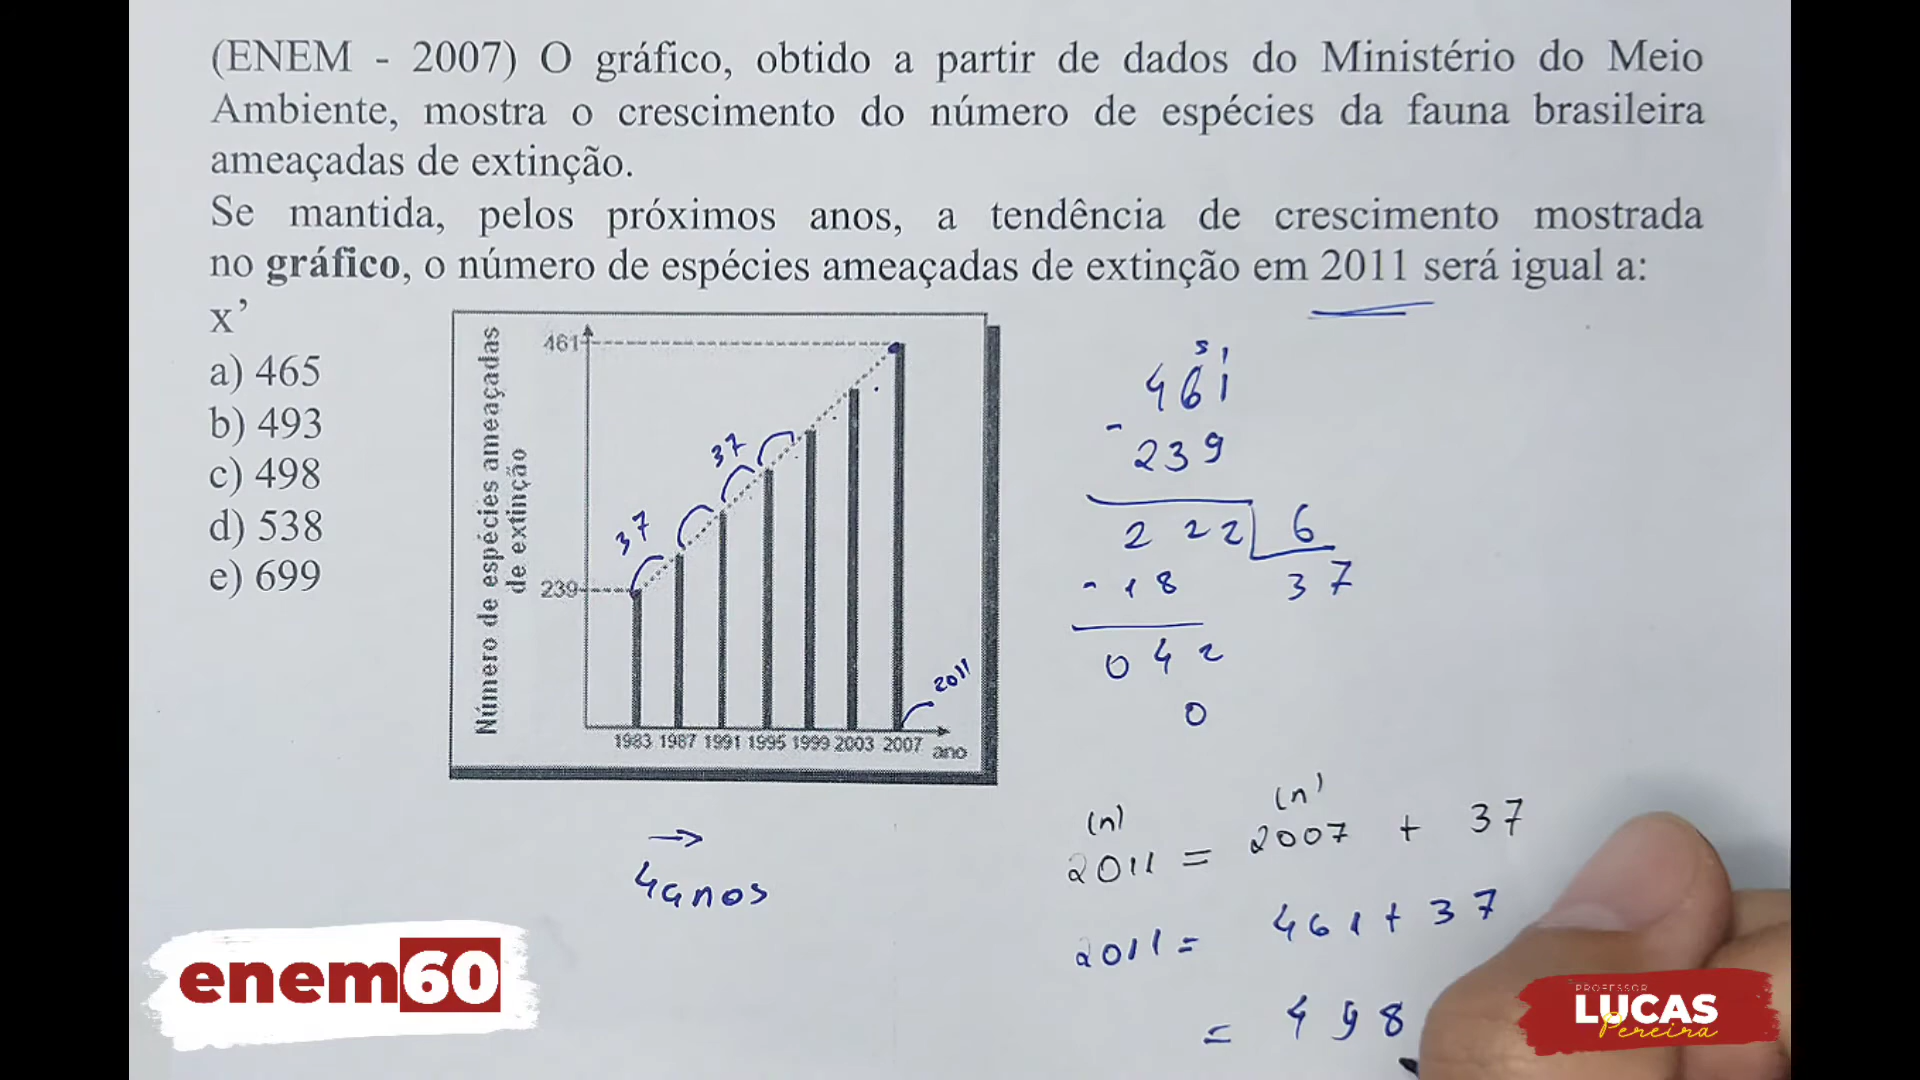 (ENEM - 2007) O gráfico, obtido a partir de dados do Ministério do Meio
Ambiente, mostra o crescimento do número de espécies da fauna brasileira
ameaçadas de extinção.
Se mantida, pelos próximos anos, a tendência de crescimento mostrada
no gráfico, o número de espécies ameaçadas de extinção em 2011 será igual a:
x’
a) 465
b) 493
c) 498
d) 538
e) 699
Número de espécies ameaçadas
de extinção
461
239
37
37
2011
1983 1987 1991 1995 1999 2003 2007 ano
4anos
5 1
461
- 239
222 6
- 18 37
042
0
(n) (n)
2011 = 2007 + 37
2011 = 461 + 37
= 498
enem60
PROFESSOR
LUCAS
Pereira